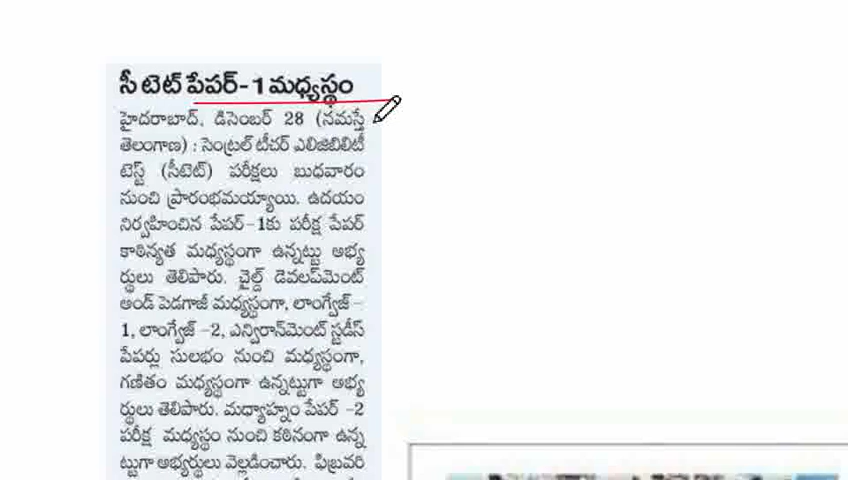 సీ టెట్ పేపర్-1 మధ్యస్థం
హైదరాబాద్, డిసెంబర్ 28 (నమస్తే
తెలంగాణ) : సెంట్రల్ టీచర్ ఎలిజిబిలిటీ
టెస్ట్ (సీటెట్) పరీక్షలు బుధవారం
నుంచి ప్రారంభమయ్యాయి. ఉదయం
నిర్వహించిన పేపర్-1కు పరీక్ష పేపర్
కాఠిన్యత మధ్యస్థంగా ఉన్నట్టు అభ్య
ర్థులు తెలిపారు. చైల్డ్ డెవలప్‌మెంట్
అండ్ పెడగాజీ మధ్యస్థంగా, లాంగ్వేజ్ -
1, లాంగ్వేజ్ -2, ఎన్విరాన్‌మెంట్ స్టడీస్
పేపర్లు సులభం నుంచి మధ్యస్థంగా,
గణితం మధ్యస్థంగా ఉన్నట్టుగా అభ్య
ర్థులు తెలిపారు. మధ్యాహ్నం పేపర్ -2
పరీక్ష మధ్యస్థం నుంచి కఠినంగా ఉన్న
ట్టుగా అభ్యర్థులు వెల్లడించారు. ఫిబ్రవరి